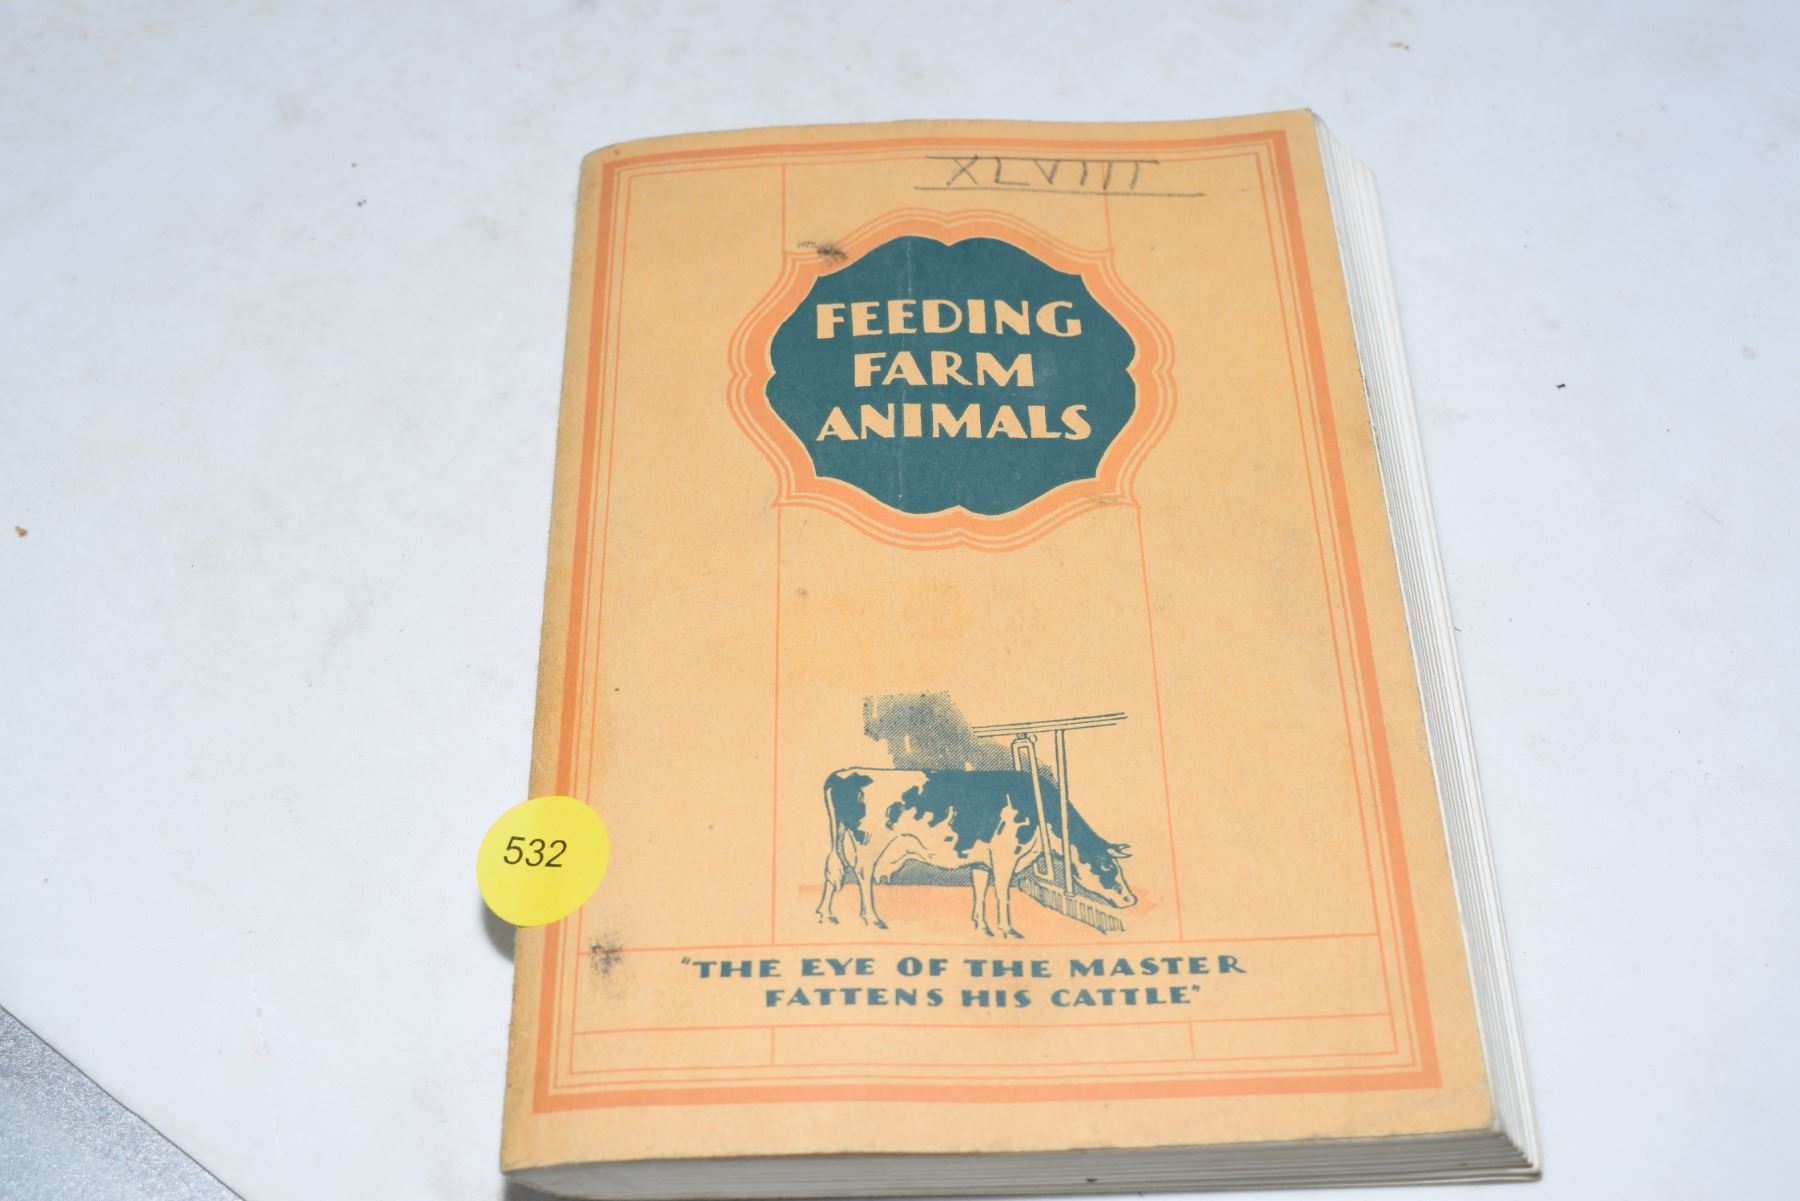 XLVIII
FEEDING
FARM
ANIMALS
532
"THE EYE OF THE MASTER
FATTENS HIS CATTLE"